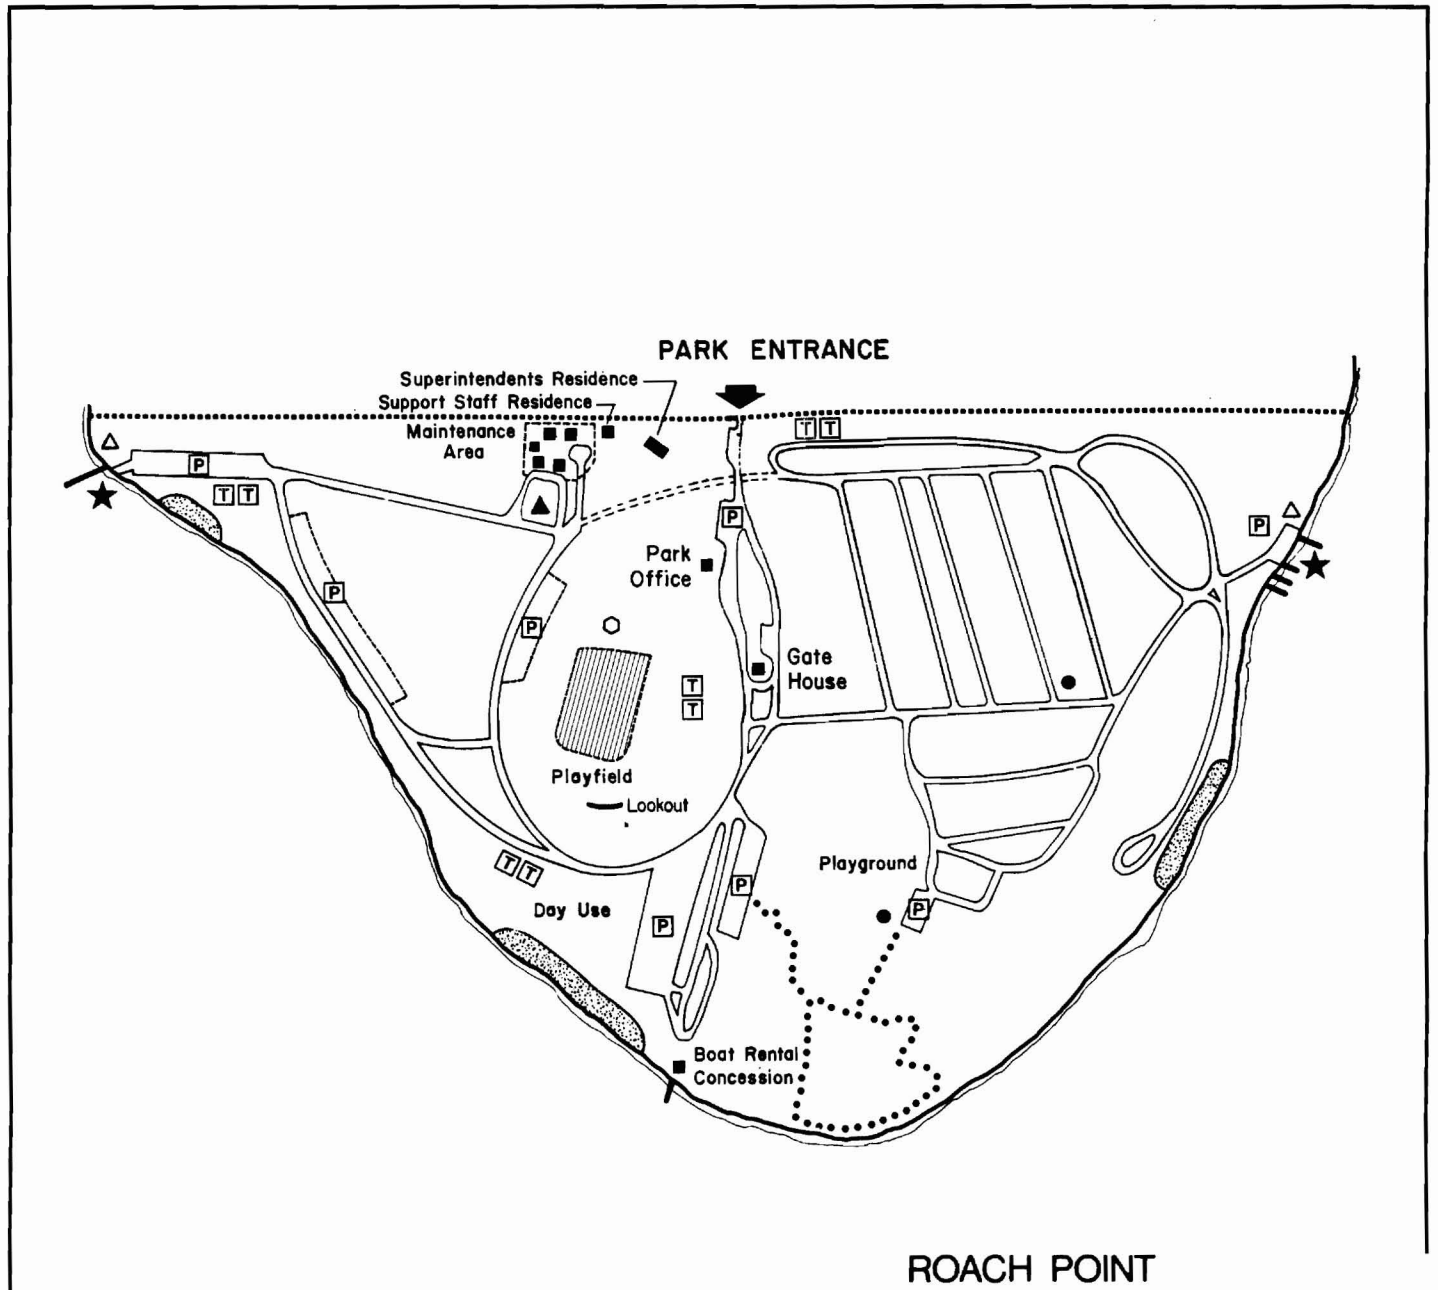 PARK ENTRANCE
Superintendents Residence
Support Staff Residence
Maintenance
Area
T T
P
T T
P
P
P
Park
Office
P
P
T
T
Gate
House
Playfield
Lookout
T T
Playground
P
P
P
Day Use
Boat Rental
Concession
ROACH POINT